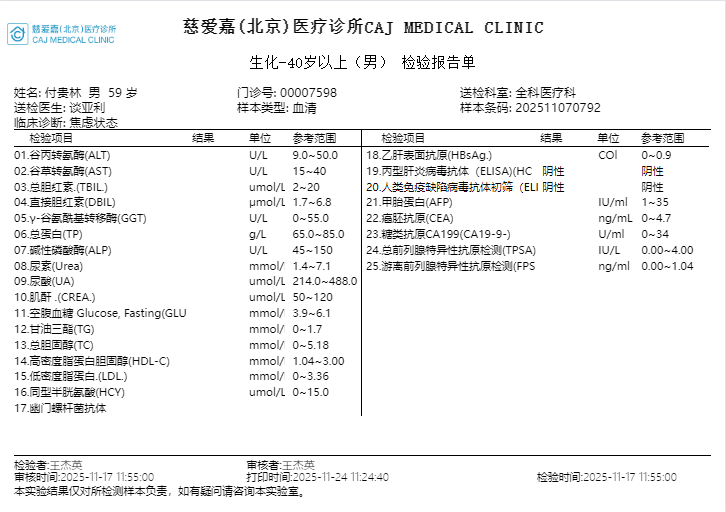 慈爱嘉(北京)医疗诊所
CAJ MEDICAL CLINIC
慈爱嘉(北京)医疗诊所CAJ MEDICAL CLINIC
生化-40岁以上（男） 检验报告单
姓名: 付贵林 男 59 岁 门诊号: 00007598 送检科室: 全科医疗科
送检医生: 谈亚利 样本类型: 血清 样本条码: 202511070792
临床诊断: 焦虑状态
检验项目 结果 单位 参考范围
01.谷丙转氨酶(ALT) U/L 9.0~50.0
02.谷草转氨酶(AST) U/L 15~40
03.总胆红素.(TBIL.) umol/L 2~20
04.直接胆红素(DBIL) μmol/L 1.7~6.8
05.γ-谷氨酰基转移酶(GGT) U/L 0~55.0
06.总蛋白(TP) g/L 65.0~85.0
07.碱性磷酸酶(ALP) U/L 45~150
08.尿素(Urea) mmol/ 1.4~7.1
09.尿酸(UA) umol/L 214.0~488.0
10.肌酐 .(CREA.) umol/L 50~120
11.空腹血糖 Glucose, Fasting(GLU mmol/ 3.9~6.1
12.甘油三酯(TG) mmol/ 0~1.7
13.总胆固醇(TC) mmol/ 0~5.18
14.高密度脂蛋白胆固醇(HDL-C) mmol/ 1.04~3.00
15.低密度脂蛋白.(LDL.) mmol/ 0~3.36
16.同型半胱氨酸(HCY) umol/L 0~15.0
17.幽门螺杆菌抗体
检验项目 结果 单位 参考范围
18.乙肝表面抗原(HBsAg.) COI 0~0.9
19.丙型肝炎病毒抗体（ELISA)(HC 阴性 阴性
20.人类免疫缺陷病毒抗体初筛（ELI 阴性 阴性
21.甲胎蛋白(AFP) IU/ml 1~35
22.癌胚抗原(CEA) ng/mL 0~4.7
23.糖类抗原CA199(CA19-9-) U/ml 0~34
24.总前列腺特异性抗原检测(TPSA) IU/L 0.00~4.00
25.游离前列腺特异性抗原检测(FPS ng/ml 0.00~1.04
检验者:王杰英 审核者:王杰英
审核时间:2025-11-17 11:55:00 打印时间:2025-11-24 11:24:40 检验时间:2025-11-17 11:55:00
本实验结果仅对所检测样本负责，如有疑问请咨询本实验室。